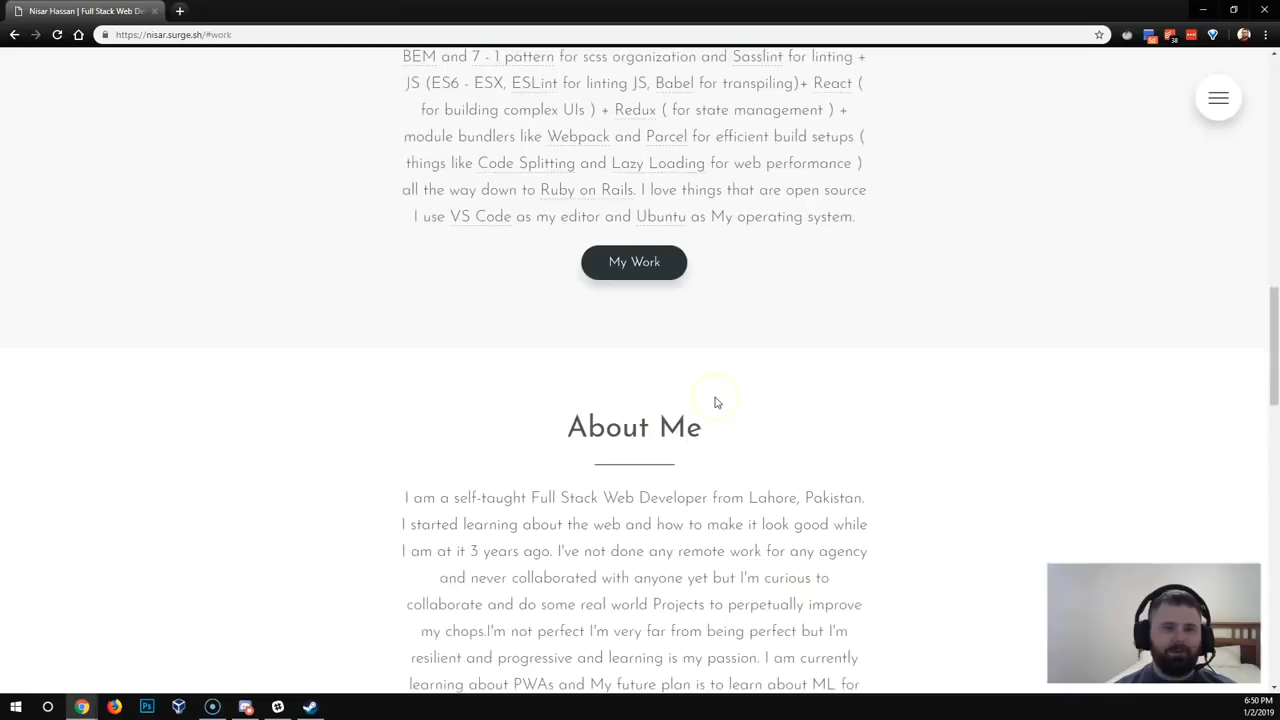 Nisar Hassan | Full Stack Web De
https://nisar.surge.sh/#work
BEM and 7 - 1 pattern for scss organization and Sasslint for linting +
JS (ES6 - ESX, ESLint for linting JS, Babel for transpiling)+ React (
for building complex UIs ) + Redux ( for state management ) +
module bundlers like Webpack and Parcel for efficient build setups (
things like Code Splitting and Lazy Loading for web performance )
all the way down to Ruby on Rails. I love things that are open source
I use VS Code as my editor and Ubuntu as My operating system.
My Work
About Me
I am a self-taught Full Stack Web Developer from Lahore, Pakistan.
I started learning about the web and how to make it look good while
I am at it 3 years ago. I've not done any remote work for any agency
and never collaborated with anyone yet but I'm curious to
collaborate and do some real world Projects to perpetually improve
my chops.I'm not perfect I'm very far from being perfect but I'm
resilient and progressive and learning is my passion. I am currently
learning about PWAs and My future plan is to learn about ML for
6:50 PM
1/2/2019